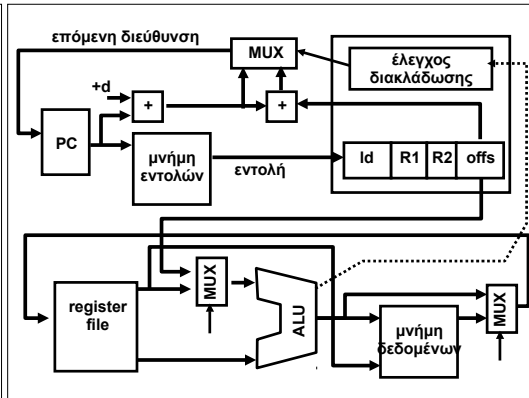 επόμενη διεύθυνση
MUX
έλεγχος
διακλάδωσης
+d
+
+
PC
μνήμη
εντολών
εντολή
ld
R1
R2
offs
register
file
MUX
ALU
μνήμη
δεδομένων
MUX